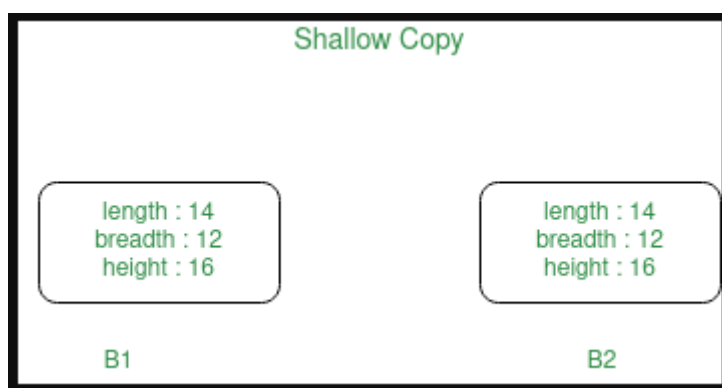 Shallow Copy
length : 14
breadth : 12
height : 16
length : 14
breadth : 12
height : 16
B1
B2